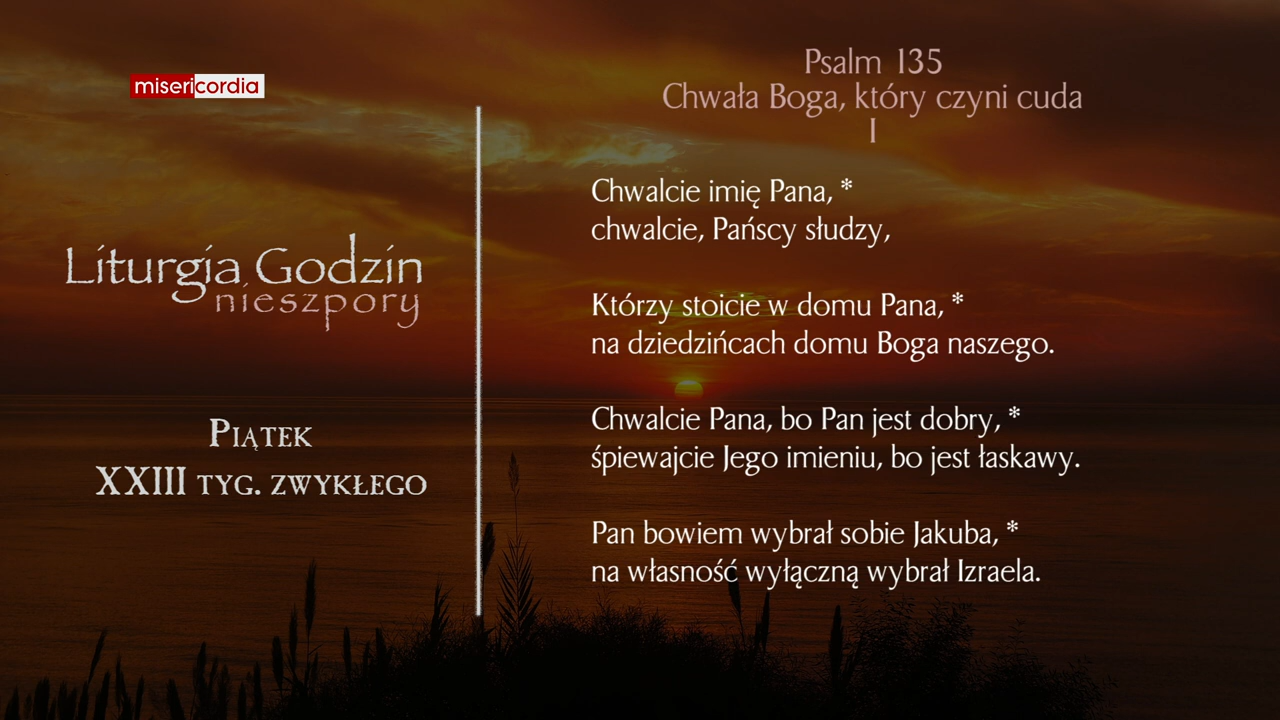 misericordia
Liturgia Godzin
nieszpory
Piątek
XXIII tyg. zwykłego
Psalm 135
Chwała Boga, który czyni cuda
I
Chwalcie imię Pana, *
chwalcie, Pańscy słudzy,
Którzy stoicie w domu Pana, *
na dziedzińcach domu Boga naszego.
Chwalcie Pana, bo Pan jest dobry, *
śpiewajcie Jego imieniu, bo jest łaskawy.
Pan bowiem wybrał sobie Jakuba, *
na własność wyłączną wybrał Izraela.